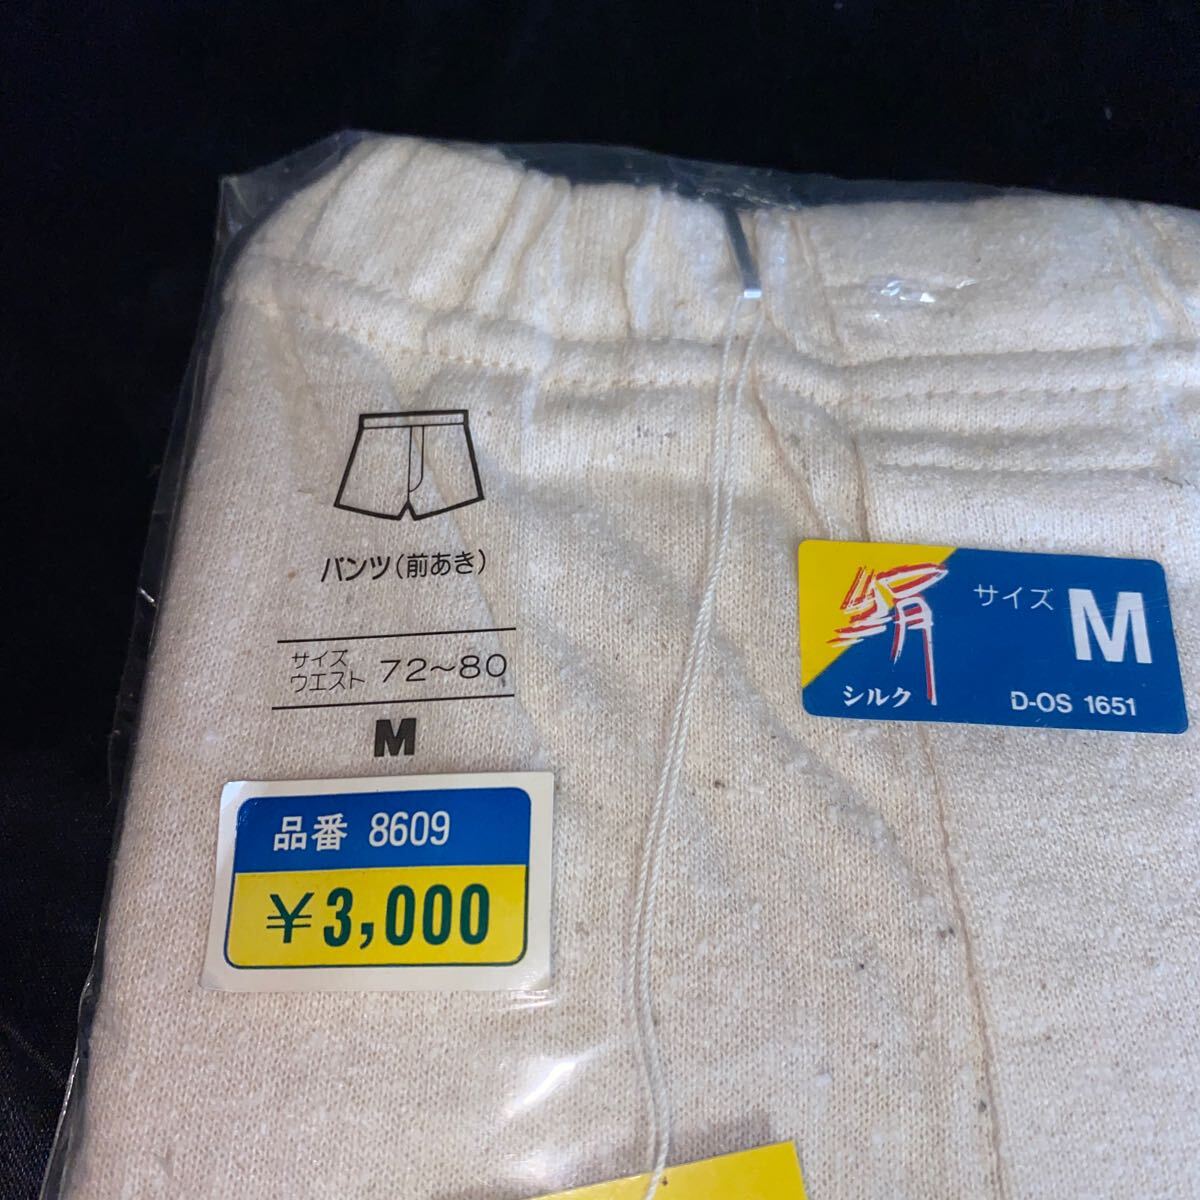 パンツ(前あき)
サイズ
ウエスト 72〜80
M
品番 8609
¥3,000
絹
シルク
サイズ M
D-OS 1651